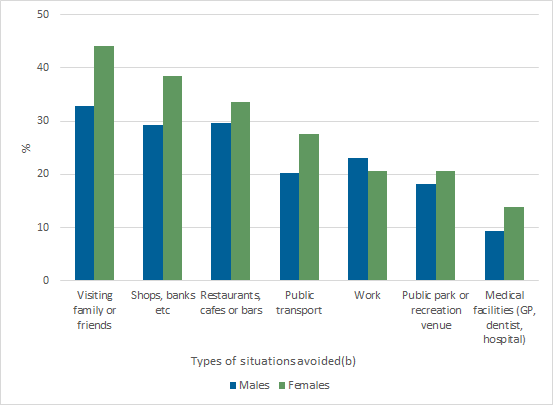 50
40
30
20
10
0
%
Visiting family or friends
Shops, banks etc
Restaurants, cafes or bars
Public transport
Work
Public park or recreation venue
Medical facilities (GP, dentist, hospital)
Types of situations avoided(b)
Males
Females